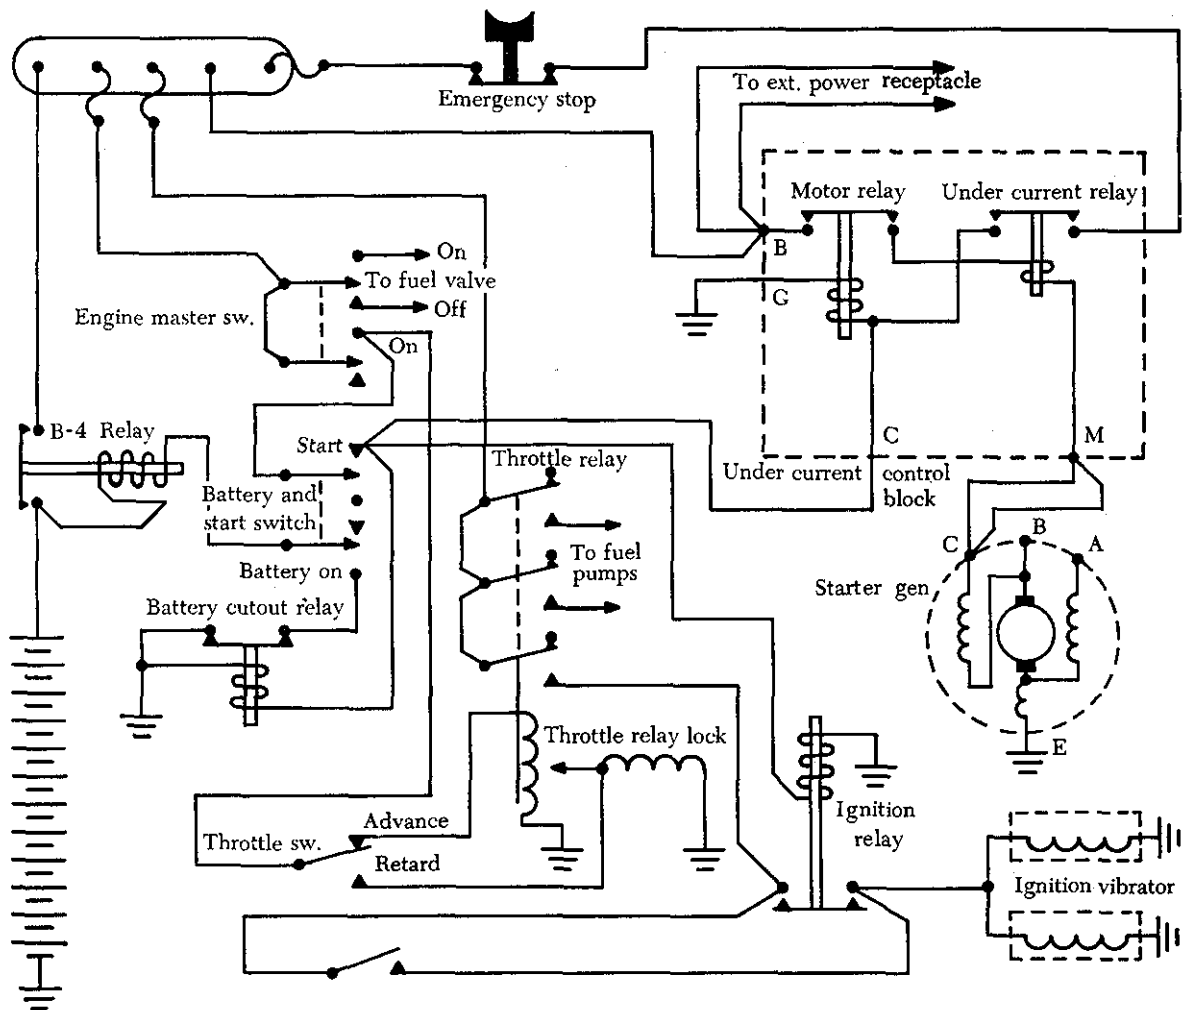 Emergency stop
To ext. power receptacle
Motor relay
Under current relay
B
G
On
To fuel valve
Off
Engine master sw.
On
B-4 Relay
Start
Throttle relay
C
M
Under current
control
block
Battery and
start switch
Battery on
To fuel
pumps
Battery cutout relay
C
B
A
Starter gen
E
Throttle relay lock
Ignition
relay
Advance
Throttle sw.
Retard
Ignition vibrator